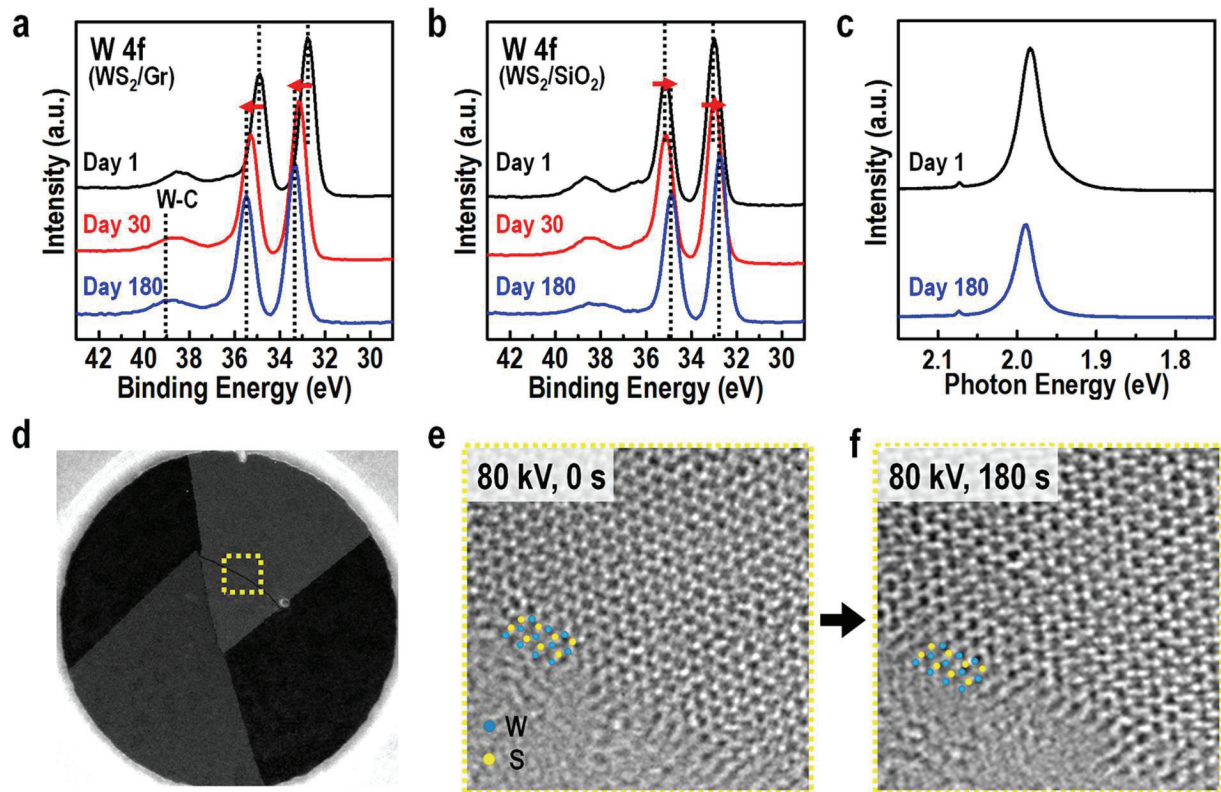 a
W 4f
(WS₂/Gr)
Day 1
W-C
Day 30
Day 180
Intensity (a.u.)
42 40 38 36 34 32 30
Binding Energy (eV)
b
W 4f
(WS₂/SiO₂)
Day 1
Day 30
Day 180
Intensity (a.u.)
42 40 38 36 34 32 30
Binding Energy (eV)
c
Day 1
Day 180
Intensity (a.u.)
2.1 2.0 1.9 1.8
Photon Energy (eV)
d
e
80 kV, 0 s
W
S
f
80 kV, 180 s